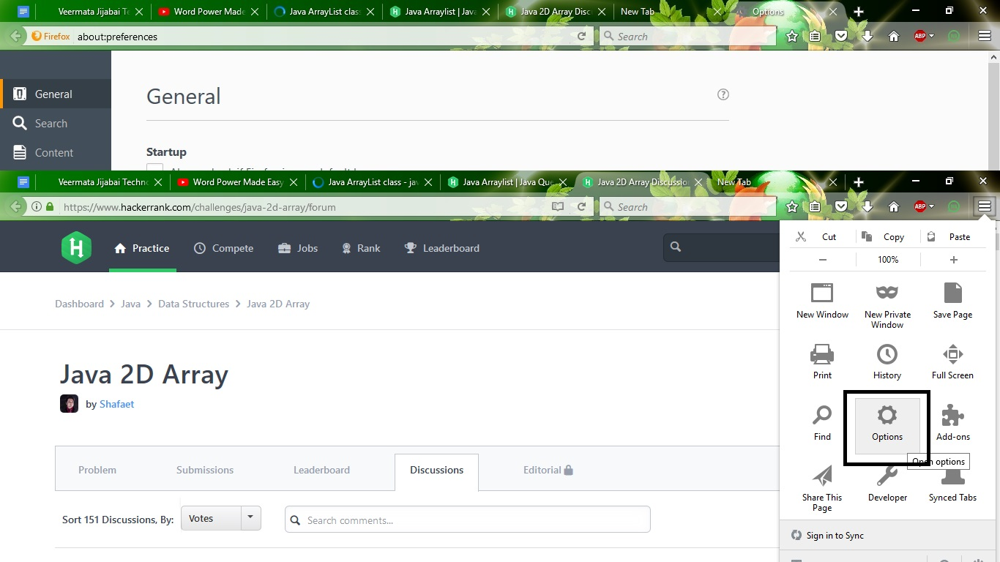 Veermata Jijabai Te Word Power Made Java ArrayList clas Java Arraylist | Java Java 2D Array Disc New Tab Options
Firefox about:preferences Search ABP
General General
Search
Content Startup
Veermata Jijabai Techno Word Power Made Easy Java ArrayList class - jav Java Arraylist | Java Que Java 2D Array Discussio New Tab
https://www.hackerrank.com/challenges/java-2d-array/forum Search ABP
Practice Compete Jobs Rank Leaderboard
Dashboard Java Data Structures Java 2D Array
Java 2D Array
by Shafaet
Problem Submissions Leaderboard Discussions Editorial
Sort 151 Discussions, By: Votes Search comments...
Cut Copy Paste
− 100% +
New Window New Private Window Save Page
Print History Full Screen
Find Options Add-ons
Open options
Share This Page Developer Synced Tabs
Sign in to Sync